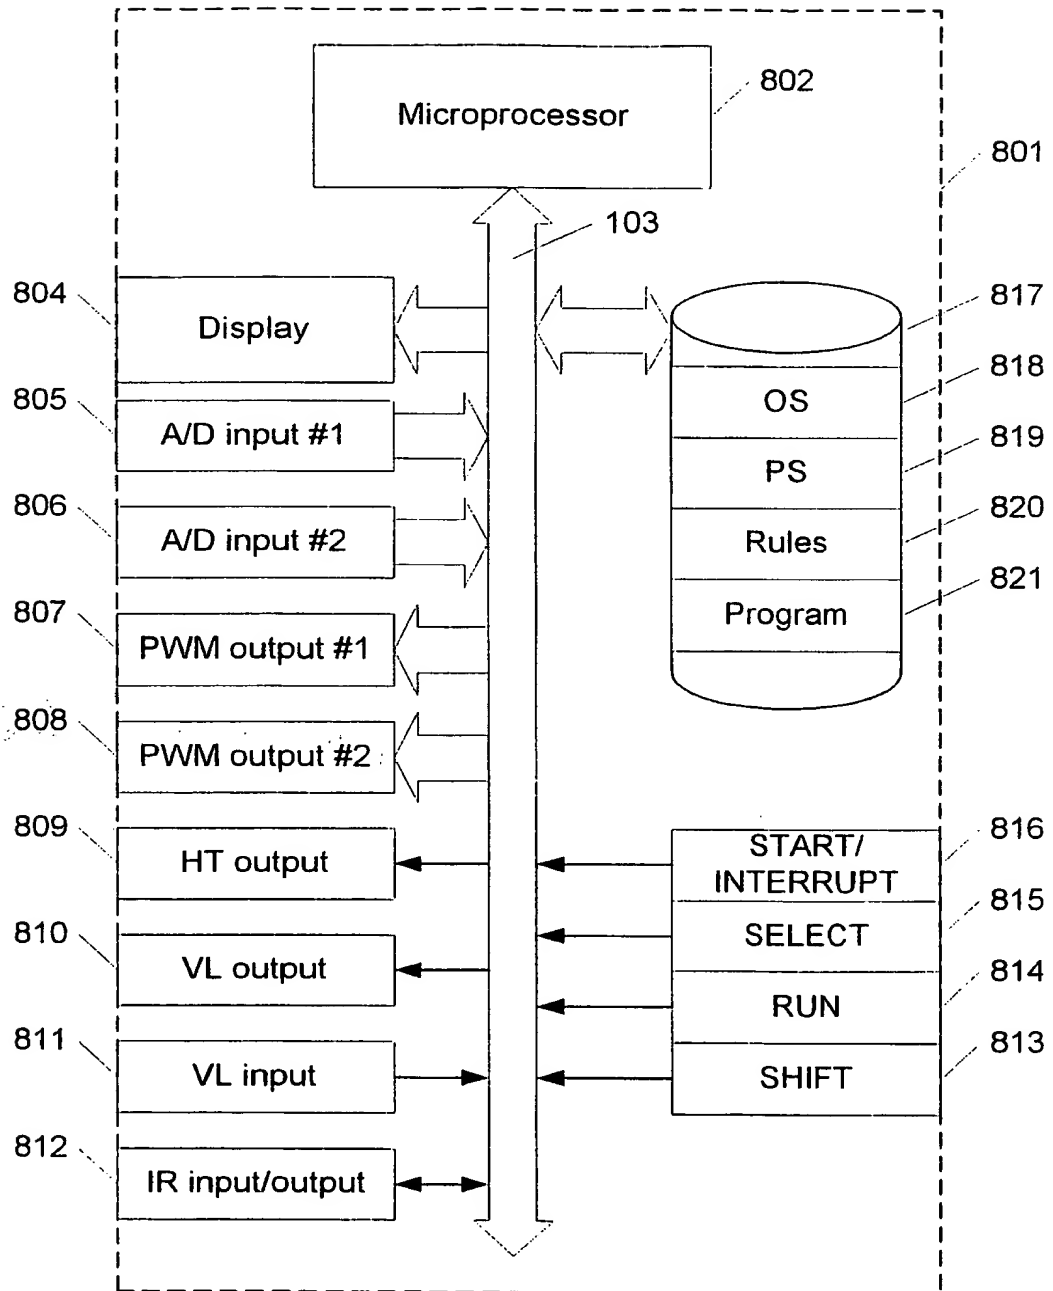 Microprocessor
802
801
103
804
Display
817
805
A/D input #1
OS
818
806
A/D input #2
PS
819
807
PWM output #1
Rules
820
808
PWM output #2
Program
821
809
HT output
START/
INTERRUPT
816
810
VL output
SELECT
815
811
VL input
RUN
814
812
IR input/output
SHIFT
813